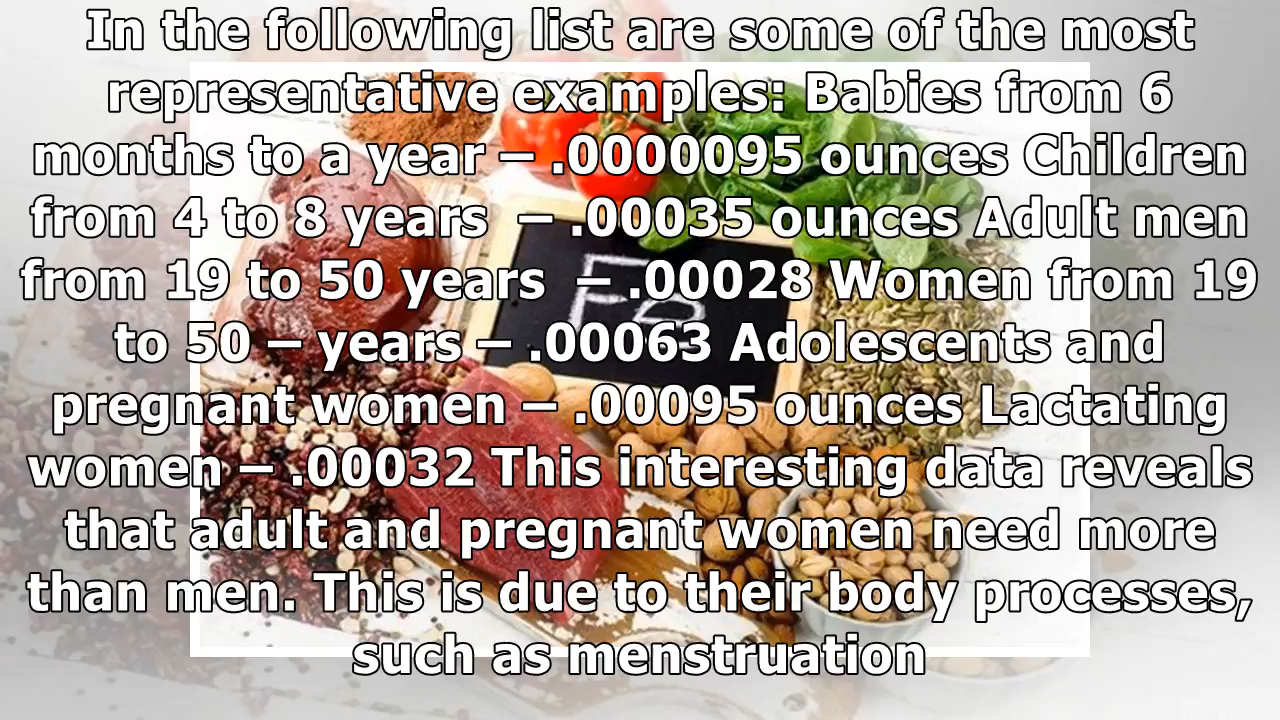 In the following list are some of the most
representative examples: Babies from 6
months to a year – .0000095 ounces Children
from 4 to 8 years  – .00035 ounces Adult men
from 19 to 50 years  – .00028 Women from 19
to 50 – years – .00063 Adolescents and
pregnant women – .00095 ounces Lactating
women – .00032 This interesting data reveals
that adult and pregnant women need more
than men. This is due to their body processes,
such as menstruation
Fe